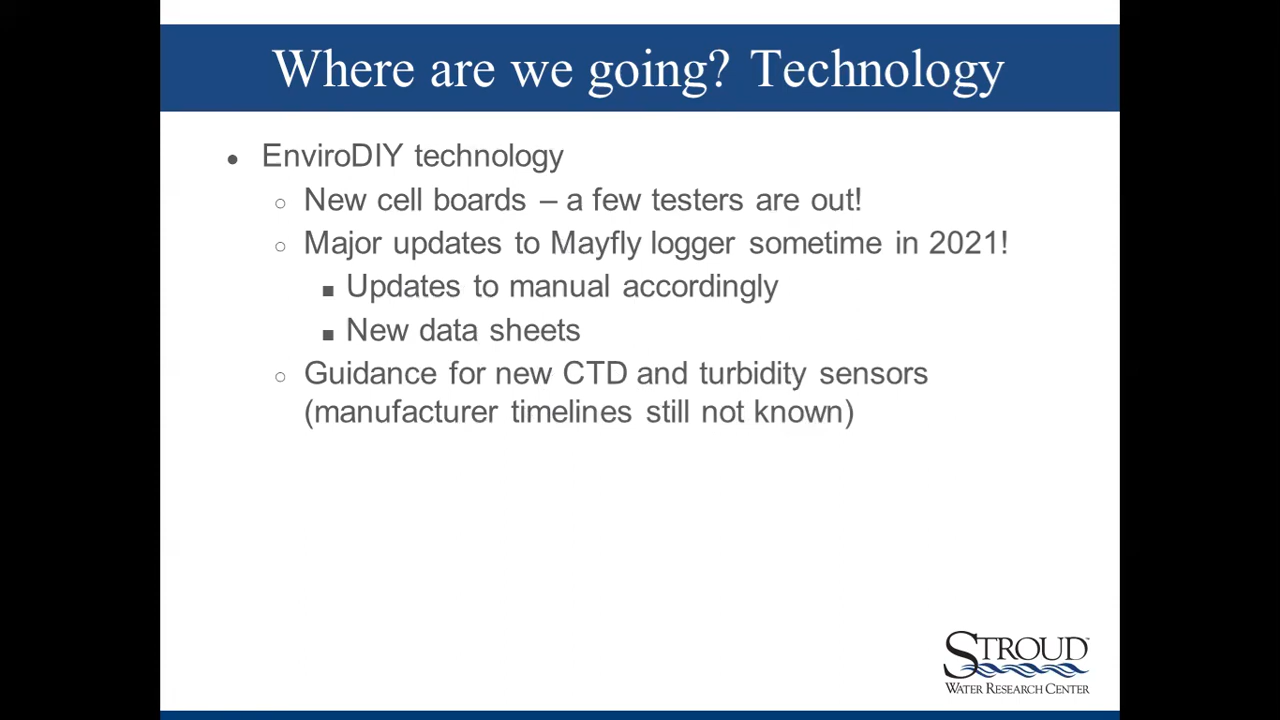 Where are we going? Technology
● EnviroDIY technology
○ New cell boards – a few testers are out!
○ Major updates to Mayfly logger sometime in 2021!
■ Updates to manual accordingly
■ New data sheets
○ Guidance for new CTD and turbidity sensors
(manufacturer timelines still not known)
STROUD™
WATER RESEARCH CENTER